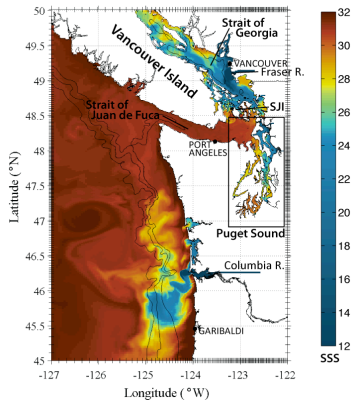 50
49.5
49
48.5
48
47.5
47
46.5
46
45.5
45
Latitude (°N)
-127
-126
-125
-124
-123
-122
Longitude (°W)
Vancouver Island
Strait of
Georgia
VANCOUVER
Fraser R.
SJI
Strait of
Juan de Fuca
PORT
ANGELES
Puget Sound
Columbia R.
GARIBALDI
32
30
28
26
24
22
20
18
16
14
12
SSS